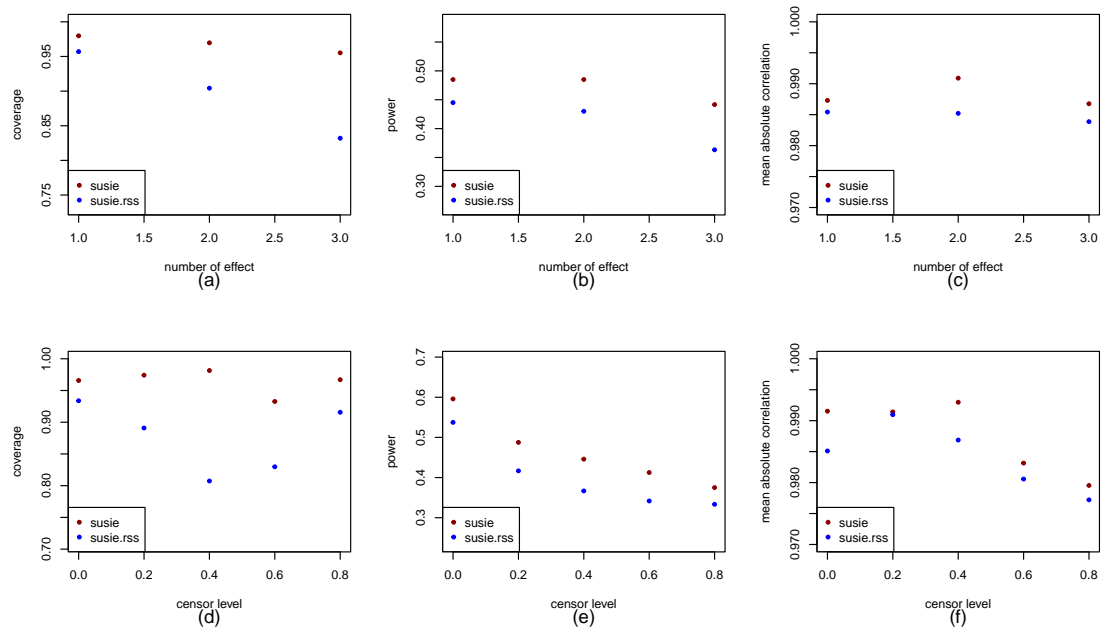 coverage
0.95
0.85
0.75
susie
susie.rss
1.0 1.5 2.0 2.5 3.0
number of effect
(a)
power
0.50
0.40
0.30
susie
susie.rss
1.0 1.5 2.0 2.5 3.0
number of effect
(b)
mean absolute correlation
1.000
0.990
0.980
0.970
susie
susie.rss
1.0 1.5 2.0 2.5 3.0
number of effect
(c)
coverage
1.00
0.90
0.80
0.70
susie
susie.rss
0.0 0.2 0.4 0.6 0.8
censor level
(d)
power
0.7
0.6
0.5
0.4
0.3
susie
susie.rss
0.0 0.2 0.4 0.6 0.8
censor level
(e)
mean absolute correlation
1.000
0.990
0.980
0.970
susie
susie.rss
0.0 0.2 0.4 0.6 0.8
censor level
(f)